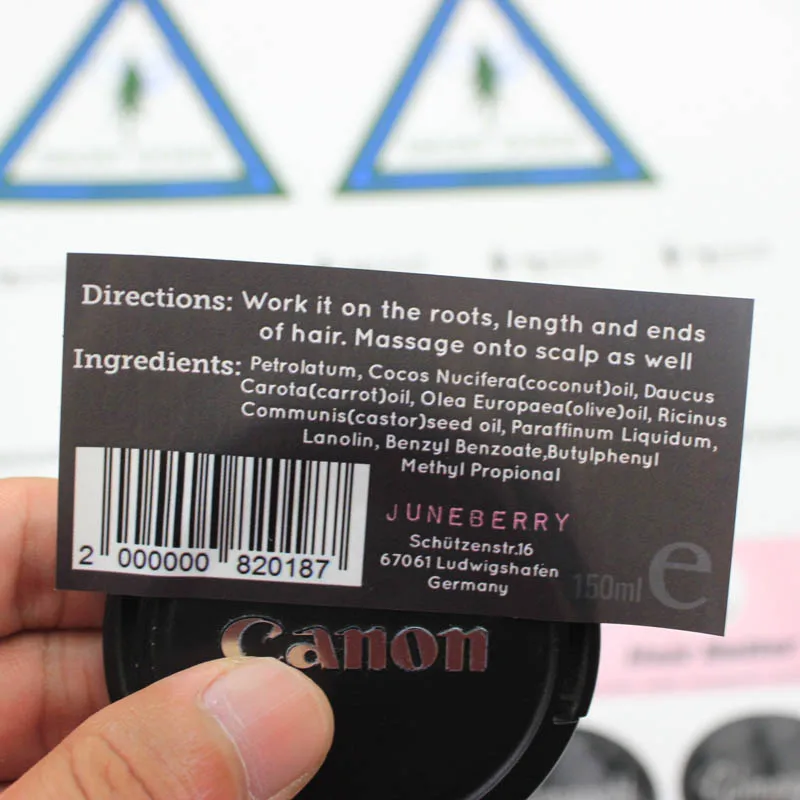 Directions: Work it on the roots, length and ends
of hair. Massage onto scalp as well
Ingredients: Petrolatum, Cocos Nucifera(coconut)oil, Daucus
Carota(carrot)oil, Olea Europaea(olive)oil, Ricinus
Communis(castor)seed oil, Paraffinum Liquidum,
Lanolin, Benzyl Benzoate,Butylphenyl
Methyl Propional
2 000000 820187
JUNEBERRY
Schützenstr.16
67061 Ludwigshafen
Germany
150ml e
Canon